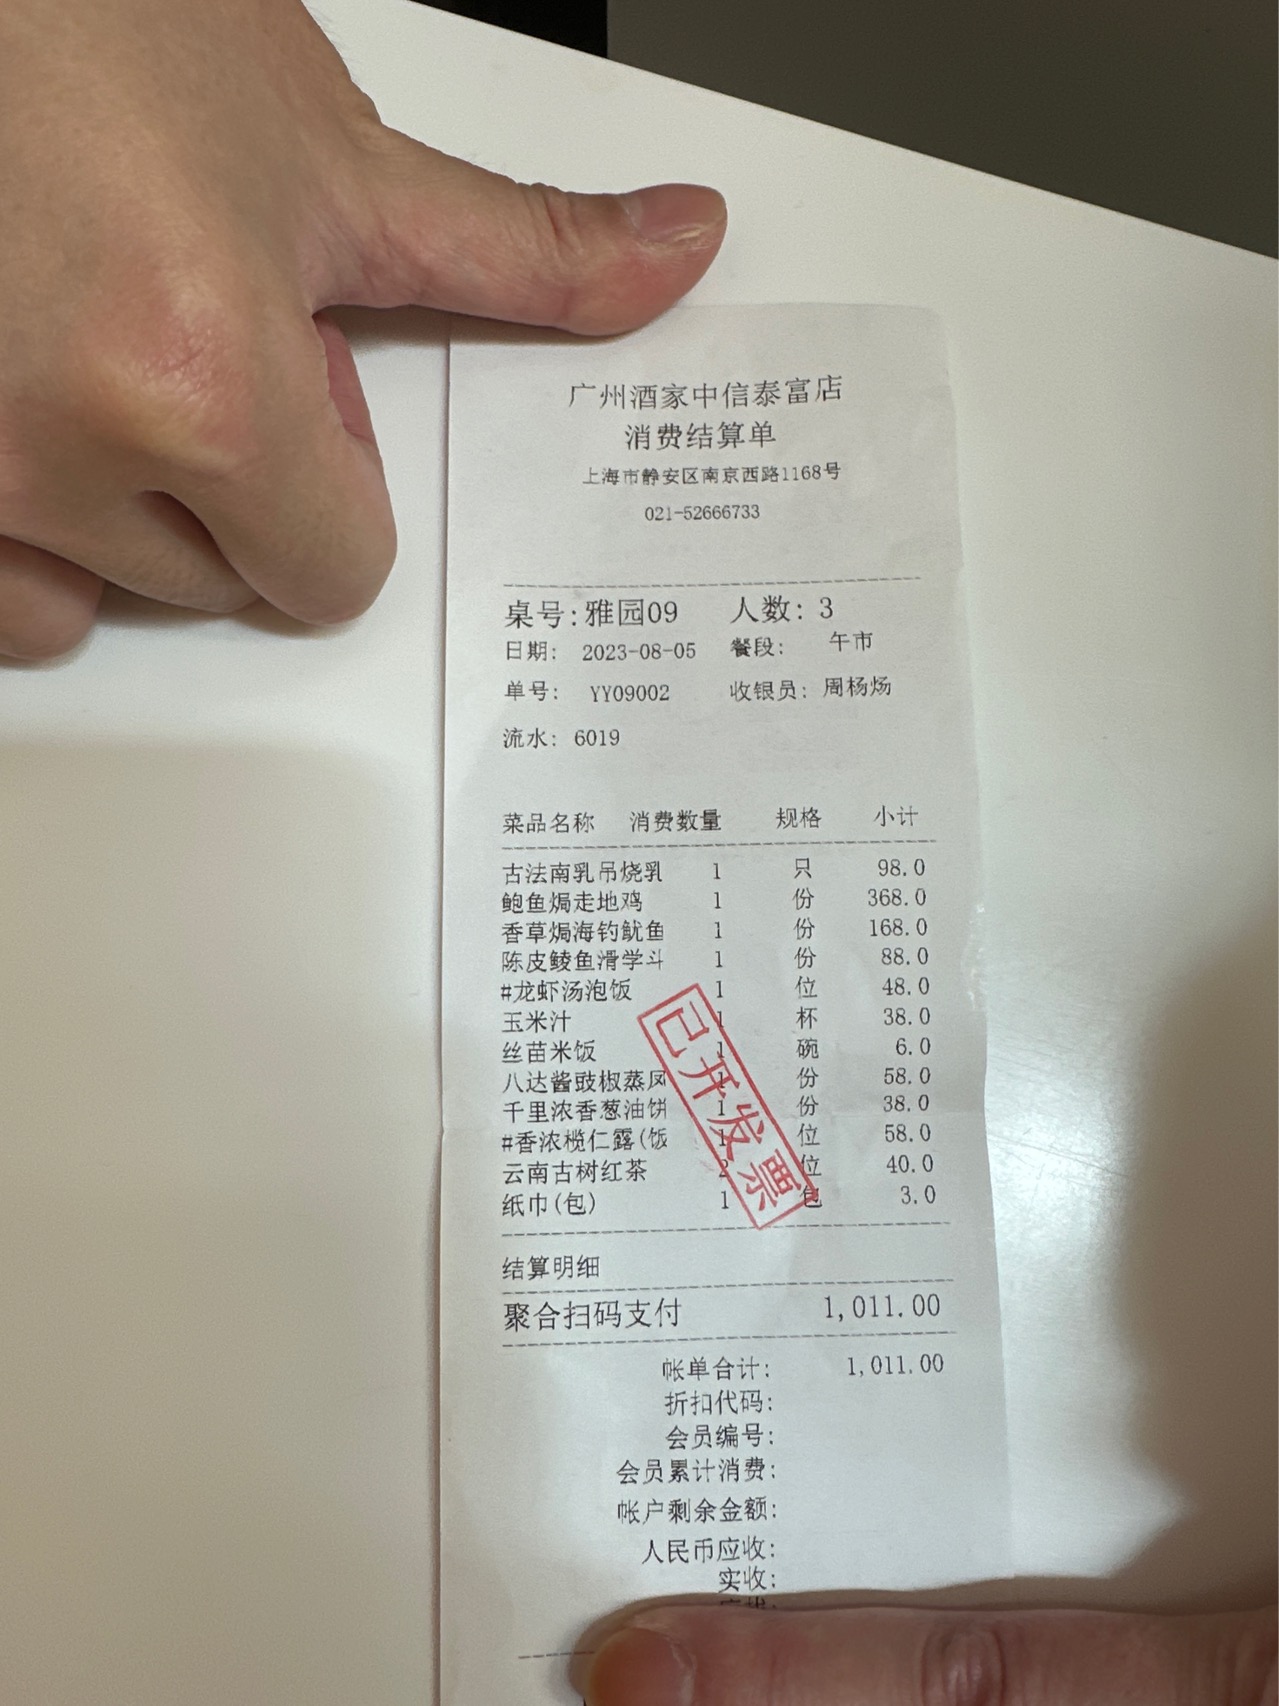 广州酒家中信泰富店
消费结算单
上海市静安区南京西路1168号
021-52666733
桌号:雅园09 人数: 3
日期: 2023-08-05 餐段: 午市
单号: YY09002 收银员: 周杨炀
流水: 6019
菜品名称 消费数量 规格 小计
古法南乳吊烧乳 1 只 98.0
鲍鱼焗走地鸡 1 份 368.0
香草焗海钓鱿鱼 1 份 168.0
陈皮鲮鱼滑学斗 1 份 88.0
#龙虾汤泡饭 1 位 48.0
玉米汁 1 杯 38.0
丝苗米饭 1 碗 6.0
八达酱豉椒蒸凤 1 份 58.0
千里浓香葱油饼 1 份 38.0
#香浓榄仁露(饭 1 位 58.0
云南古树红茶 2 位 40.0
纸巾(包) 1 包 3.0
已开发票
结算明细
聚合扫码支付 1,011.00
帐单合计: 1,011.00
折扣代码:
会员编号:
会员累计消费:
帐户剩余金额:
人民币应收:
实收: